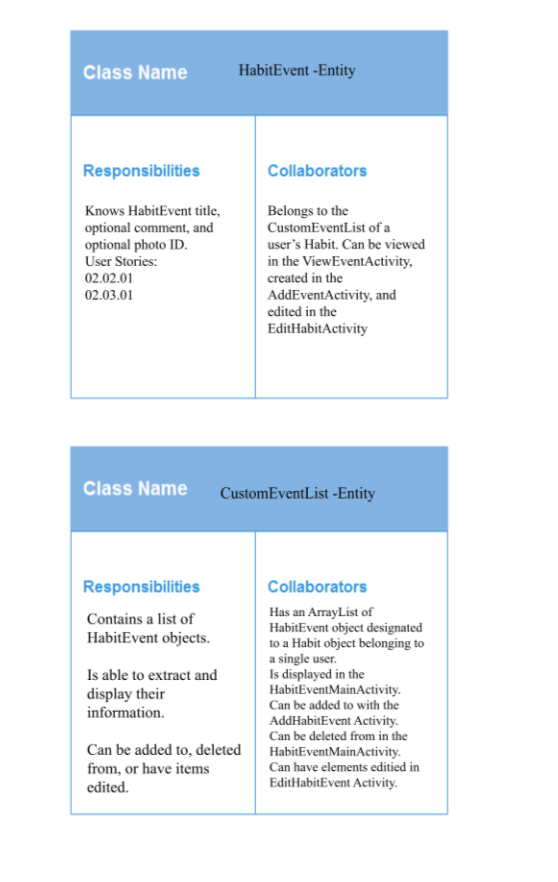 Class Name
HabitEvent -Entity
Responsibilities
Knows HabitEvent title,
optional comment, and
optional photo ID.
User Stories:
02.02.01
02.03.01
Collaborators
Belongs to the
CustomEventList of a
user's Habit. Can be viewed
in the ViewEventActivity,
created in the
AddEventActivity, and
edited in the
EditHabitActivity
Class Name
CustomEventList -Entity
Responsibilities
Contains a list of
HabitEvent objects.
Is able to extract and
display their
information.
Can be added to, deleted
from, or have items
edited.
Collaborators
Has an ArrayList of
HabitEvent object designated
to a Habit object belonging to
a single user.
Is displayed in the
HabitEventMainActivity.
Can be added to with the
AddHabitEvent Activity.
Can be deleted from in the
HabitEventMainActivity.
Can have elements editied in
EditHabitEvent Activity.